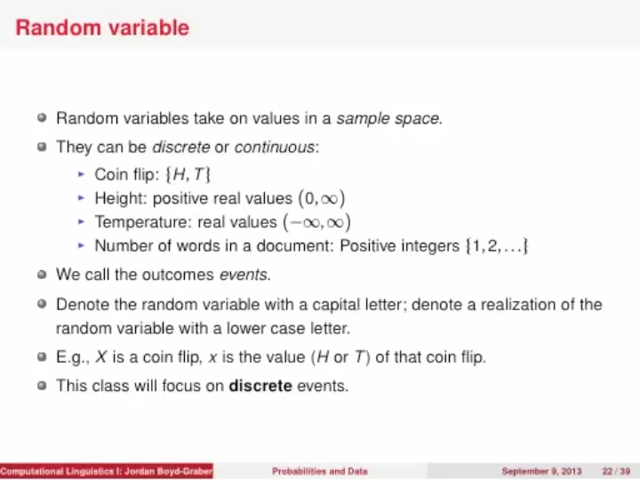 Random variable
Random variables take on values in a sample space.
They can be discrete or continuous:
Coin flip: {H, T}
Height: positive real values (0, ∞)
Temperature: real values (−∞, ∞)
Number of words in a document: Positive integers {1, 2, . . .}
We call the outcomes events.
Denote the random variable with a capital letter; denote a realization of the
random variable with a lower case letter.
E.g., X is a coin flip, x is the value (H or T) of that coin flip.
This class will focus on discrete events.
Computational Linguistics I: Jordan Boyd-Graber Probabilities and Data September 9, 2013 22 / 39